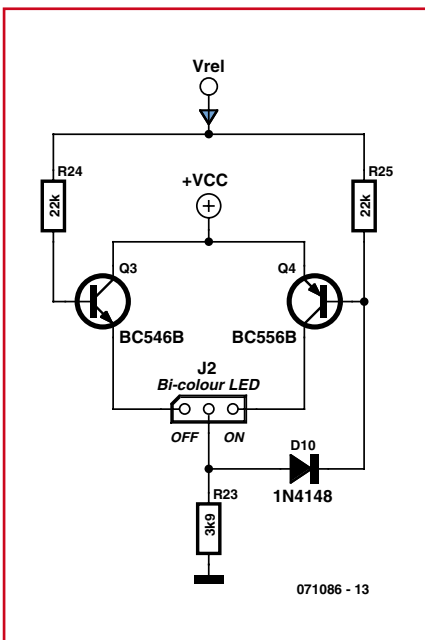 Vrel
R24
22k
R25
22k
+VCC
Q3
Q4
BC546B
BC556B
J2
Bi-colour LED
OFF
ON
D10
1N4148
R23
3k9
071086 - 13